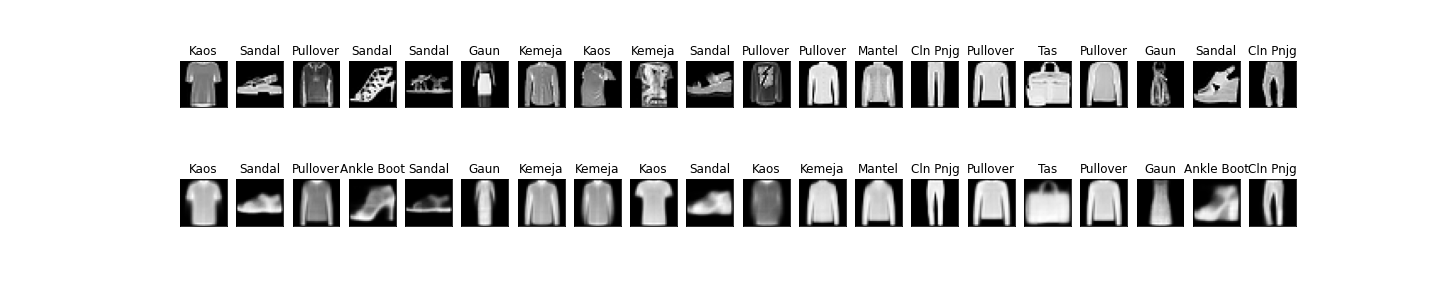 Kaos Sandal Pullover Sandal Sandal Gaun Kemeja Kaos Kemeja Sandal Pullover Pullover Mantel Cln Pnjg Pullover Tas Pullover Gaun Sandal Cln Pnjg
Kaos Sandal Pullover Ankle Boot Sandal Gaun Kemeja Kemeja Kaos Sandal Kaos Kemeja Mantel Cln Pnjg Pullover Tas Pullover Gaun Ankle Boot Cln Pnjg